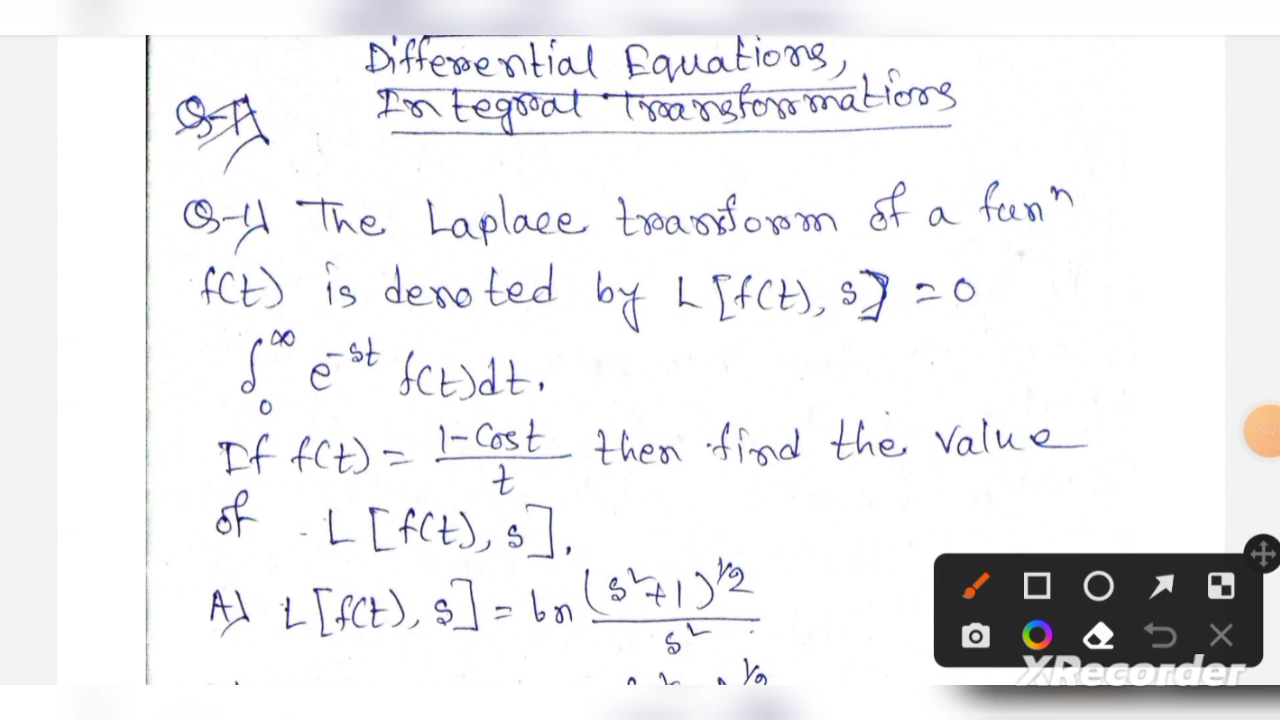 Differential Equations,
Integral Transformations
Q-A
Q-1) The Laplace transform of a funⁿ
f(t) is denoted by L[f(t), s] = 0
∫₀^∞ e^{-st} f(t)dt.
If f(t) = (1-Cost)/t then find the value
of L[f(t), s].
A) L[f(t), s] = ln (s²+1)^{1/2}/s²
XRecorder